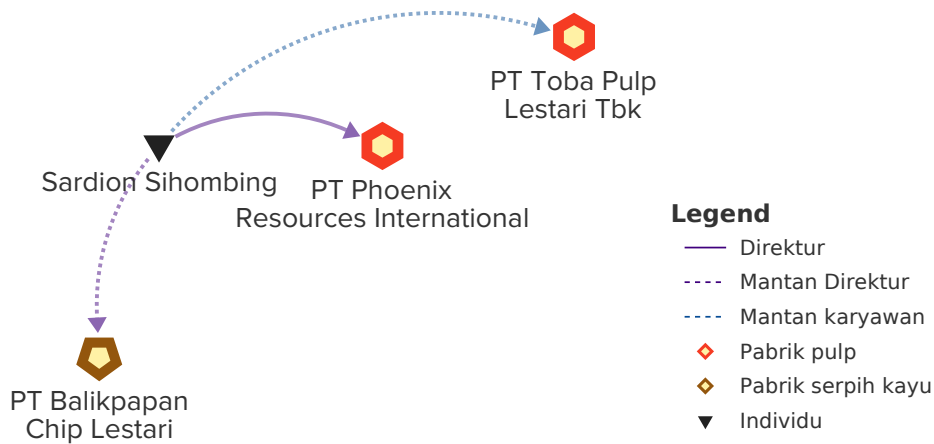 PT Toba Pulp
Lestari Tbk
Sardion Sihombing
PT Phoenix
Resources International
PT Balikpapan
Chip Lestari
Legend
Direktur
Mantan Direktur
Mantan karyawan
Pabrik pulp
Pabrik serpih kayu
Individu